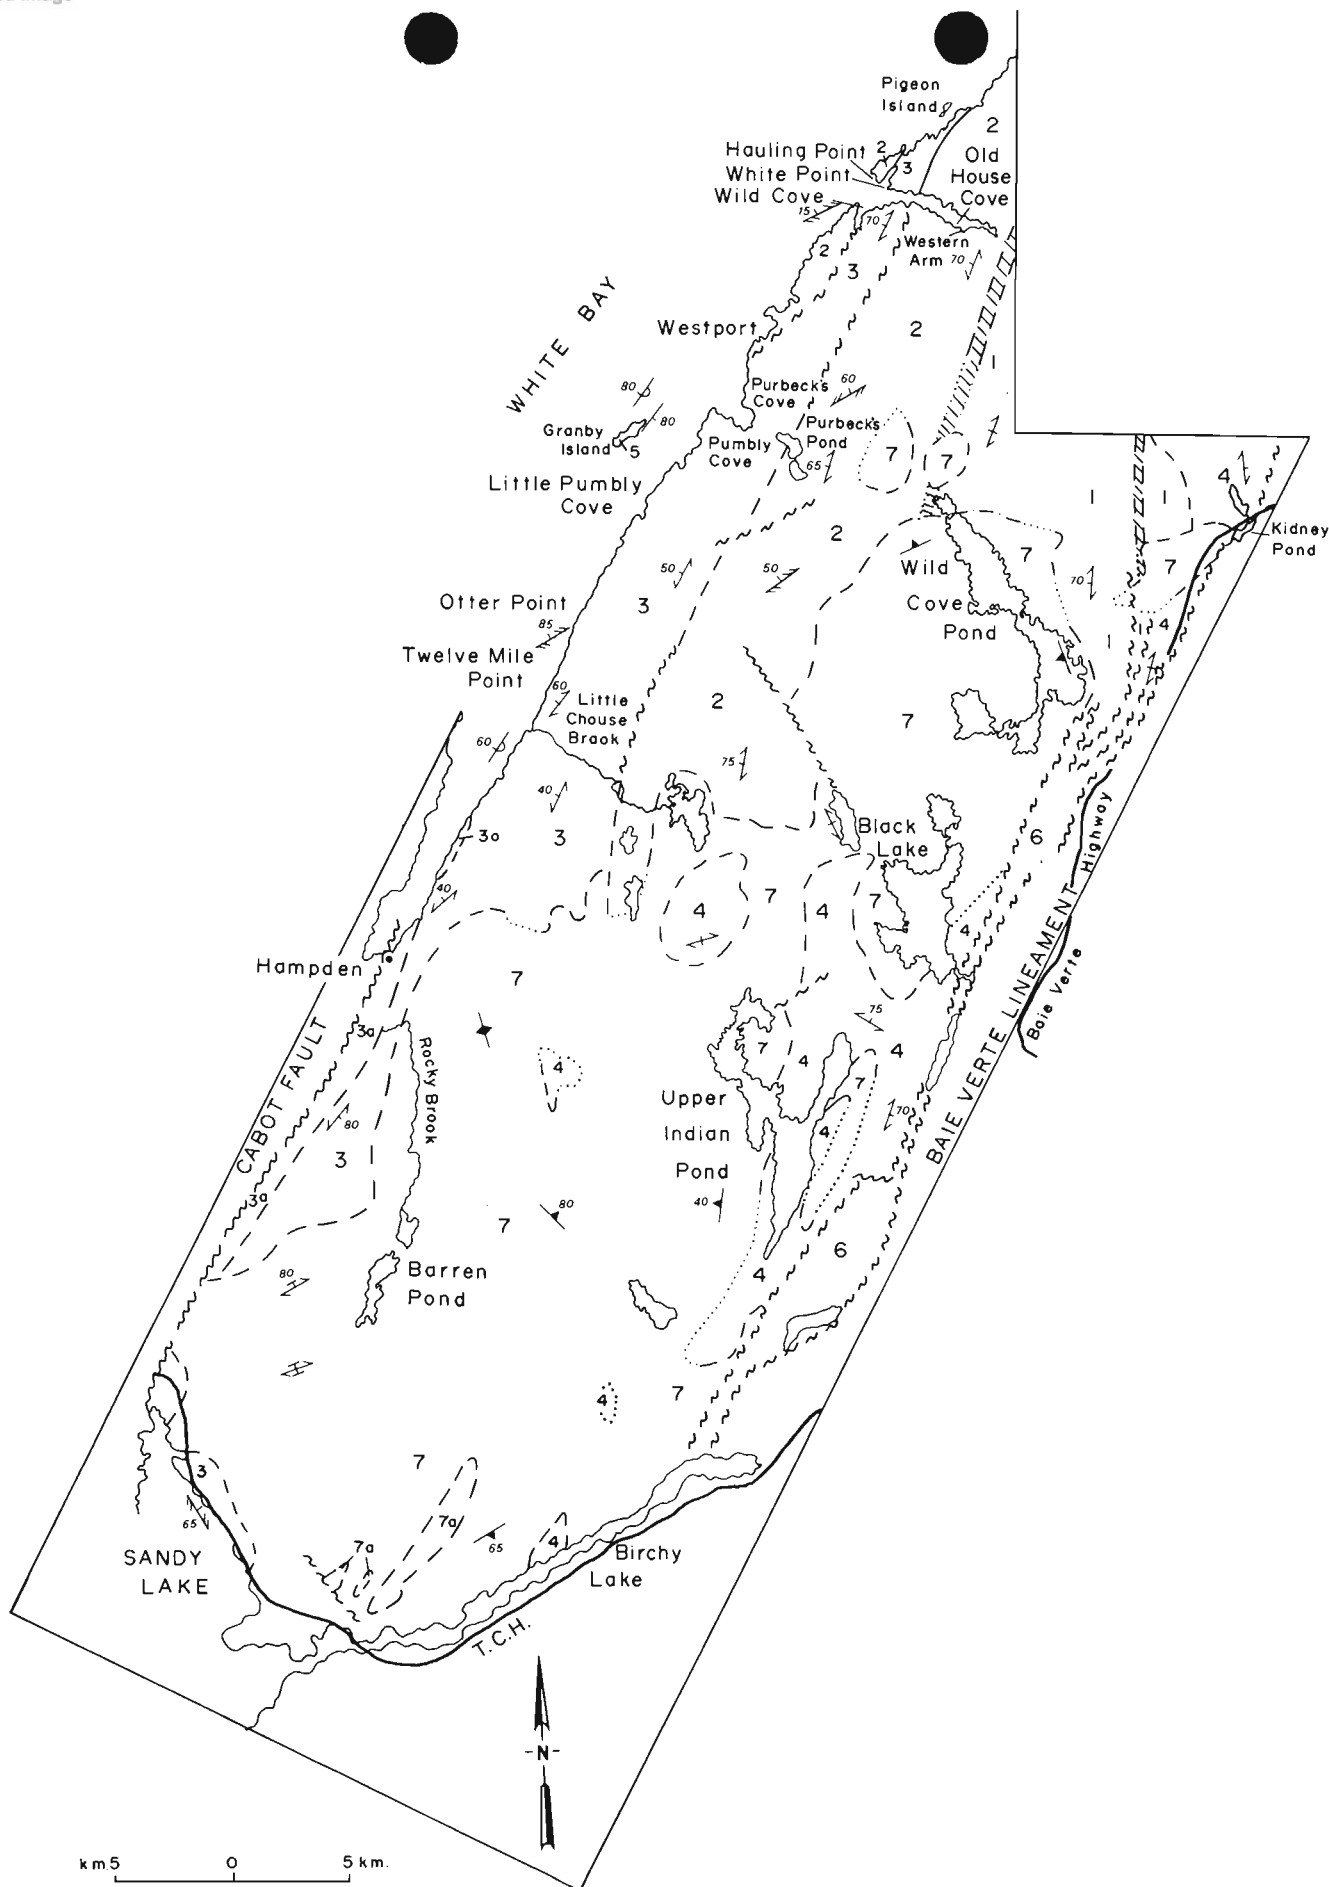 Pigeon
Island
2
Hauling Point
2
3
Old
House
Cove
White Point
Wild Cove
15
70
Western
Arm
70
2
3
WHITE BAY
Westport
2
1
80
Purbeck's
Cove
60
80
Granby
Island
5
Purbeck's
Pond
Pumbly
Cove
65
7
7
Little Pumbly
Cove
1
1
4
Kidney
Pond
2
7
7
50
50
Wild
Cove
Pond
70
Otter Point
3
85
4
1
1
Twelve Mile
Point
60
Little
Chouse
Brook
2
7
60
75
40
3a
3
Black
Lake
6
Highway
40
4
7
4
7
4
Hampden
7
BAIE VERTE LINEAMENT
Baie Verte
CABOT FAULT
3a
Rocky Brook
4
75
7
4
4
7
Upper
Indian
Pond
4
70
80
3
3a
40
80
7
6
80
Barren
Pond
4
4
7
3
7
65
7a
7a
65
4
SANDY
LAKE
Birchy
Lake
T.C.H.
-N-
km.5
0
5 km.